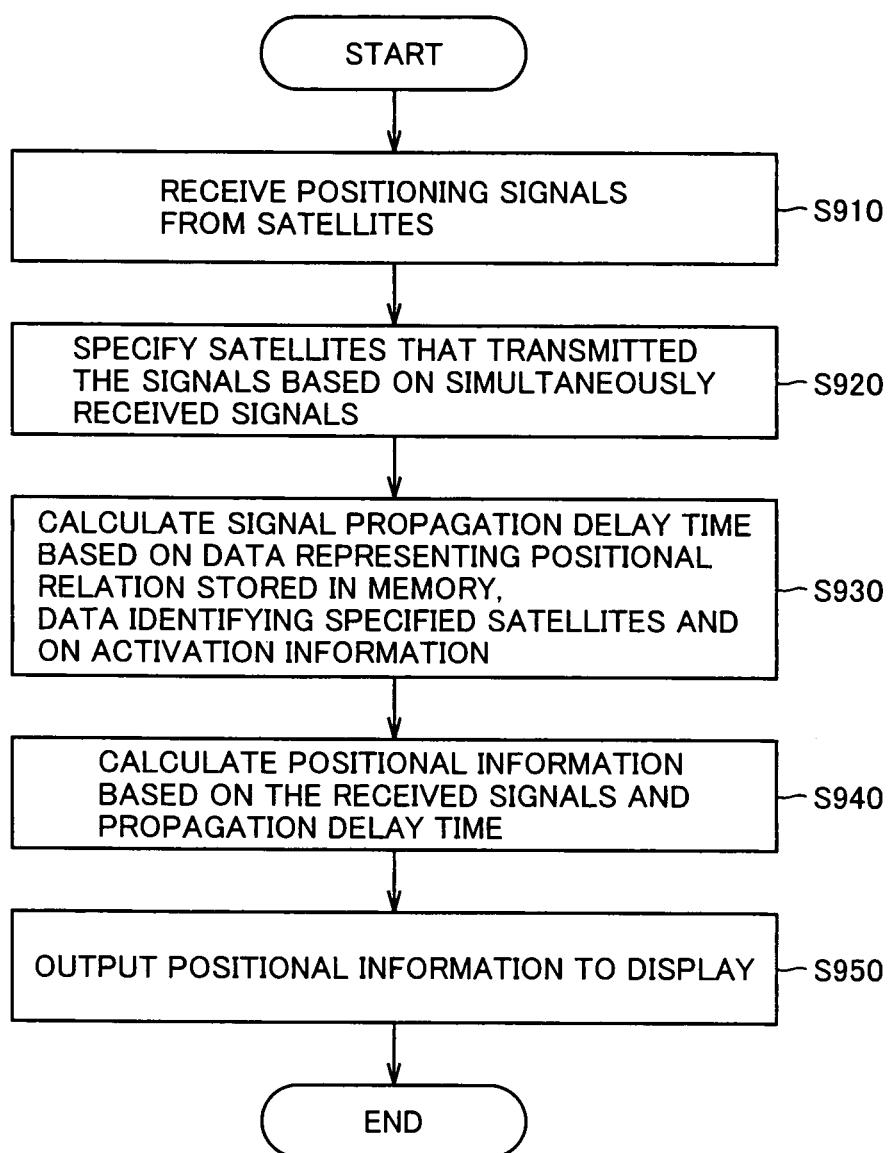 START
RECEIVE POSITIONING SIGNALS
FROM SATELLITES
S910
SPECIFY SATELLITES THAT TRANSMITTED
THE SIGNALS BASED ON SIMULTANEOUSLY
RECEIVED SIGNALS
S920
CALCULATE SIGNAL PROPAGATION DELAY TIME
BASED ON DATA REPRESENTING POSITIONAL
RELATION STORED IN MEMORY,
DATA IDENTIFYING SPECIFIED SATELLITES AND
ON ACTIVATION INFORMATION
S930
CALCULATE POSITIONAL INFORMATION
BASED ON THE RECEIVED SIGNALS AND
PROPAGATION DELAY TIME
S940
OUTPUT POSITIONAL INFORMATION TO DISPLAY
S950
END